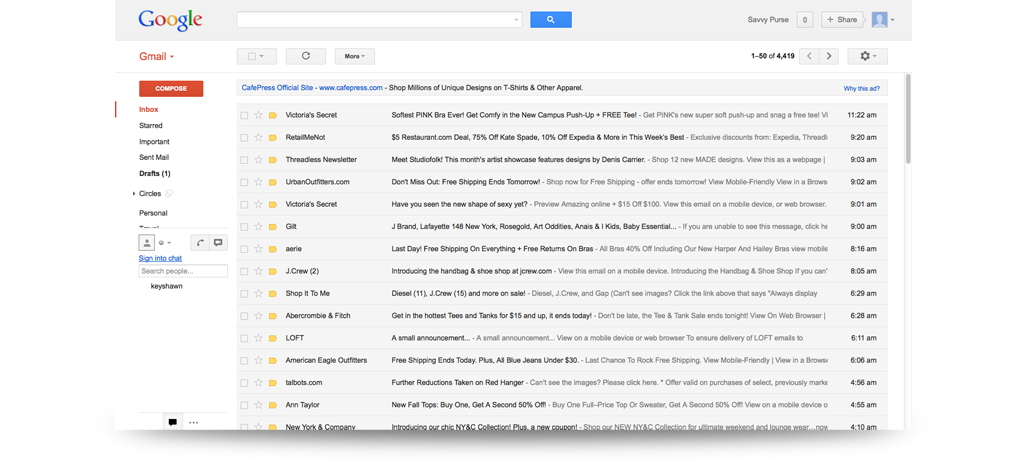 Google
Savvy Purse 0 + Share
Gmail
More
1–50 of 4,419
COMPOSE
CafePress Official Site - www.cafepress.com - Shop Millions of Unique Designs on T-Shirts & Other Apparel. Why this ad?
Inbox
Starred
Important
Sent Mail
Drafts (1)
Circles
Personal
Travel
Sign into chat
Search people...
keyshawn
Victoria's Secret Softest PINK Bra Ever! Get Comfy in the New Campus Push-Up + FREE Tee! - Get PINK's new super soft push-up and snag a free tee! Vi 11:22 am
RetailMeNot $5 Restaurant.com Deal, 75% Off Kate Spade, 10% Off Expedia & More in This Week's Best - Exclusive discounts from: Expedia, Threadl 9:20 am
Threadless Newsletter Meet Studiofolk! This month's artist showcase features designs by Denis Carrier. - Shop 12 new MADE designs. View this as a webpage | 9:03 am
UrbanOutfitters.com Don't Miss Out: Free Shipping Ends Tomorrow! - Shop now for Free Shipping - offer ends tomorrow! View Mobile-Friendly View in a Brows 9:02 am
Victoria's Secret Have you seen the new shape of sexy yet? - Preview Amazing online + $15 Off $100. View this email on a mobile device, or web browser. 9:01 am
Gilt J Brand, Lafayette 148 New York, Rosegold, Art Oddities, Anais & I Kids, Baby Essential... - If you are unable to see this message, click he 9:00 am
aerie Last Day! Free Shipping On Everything + Free Returns On Bras - All Bras 40% Off Including Our New Harper And Hailey Bras view mobile 8:16 am
J.Crew (2) Introducing the handbag & shoe shop at jcrew.com - View this email on a mobile device. Introducing the Handbag & Shoe Shop If you can' 8:05 am
Shop It To Me Diesel (11), J.Crew (15) and more on sale! - Diesel, J.Crew, and Gap (Can't see images? Click the link above that says "Always display 6:29 am
Abercrombie & Fitch Get in the hottest Tees and Tanks for $15 and up, it ends today! - Don't be late, the Tee & Tank Sale ends tonight! View On Web Browser | 6:28 am
LOFT A small announcement... - A small announcement... View on a mobile device or web browser To ensure delivery of LOFT emails to 6:11 am
American Eagle Outfitters Free Shipping Ends Today. Plus, All Blue Jeans Under $30. - Last Chance To Rock Free Shipping. View Mobile-Friendly | View in a Brows 6:06 am
talbots.com Further Reductions Taken on Red Hanger - Can't see the images? Please click here. * Offer valid on purchases of select, previously marke 4:56 am
Ann Taylor New Fall Tops: Buy One, Get A Second 50% Off! - Buy One Full–Price Top Or Sweater, Get A Second 50% Off! View on a mobile device o 4:55 am
New York & Company Introducing our chic NY&C Collection! Plus, a new coupon! - Shop our NEW NY&C Collection for ultimate weekend and lounge wear...now 4:10 am